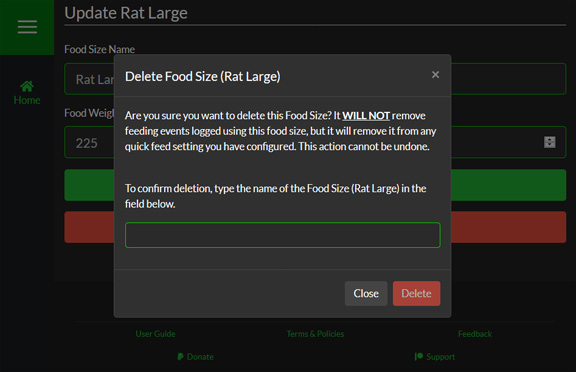 Update Rat Large
Food Size Name
Rat Lar
Home
Food Weigh
225
Delete Food Size (Rat Large)
×
Are you sure you want to delete this Food Size? It WILL NOT remove
feeding events logged using this food size, but it will remove it from any
quick feed setting you have configured. This action cannot be undone.
To confirm deletion, type the name of the Food Size (Rat Large) in the
field below.
Close
Delete
User Guide
Terms & Policies
Feedback
Donate
Support